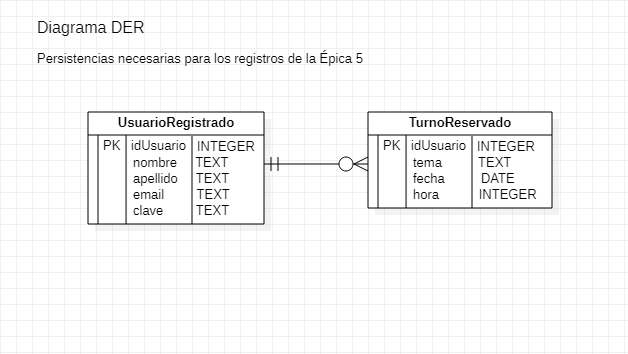 Diagrama DER
Persistencias necesarias para los registros de la Épica 5
UsuarioRegistrado
PK idUsuario INTEGER
nombre TEXT
apellido TEXT
email TEXT
clave TEXT
TurnoReservado
PK idUsuario INTEGER
tema TEXT
fecha DATE
hora INTEGER